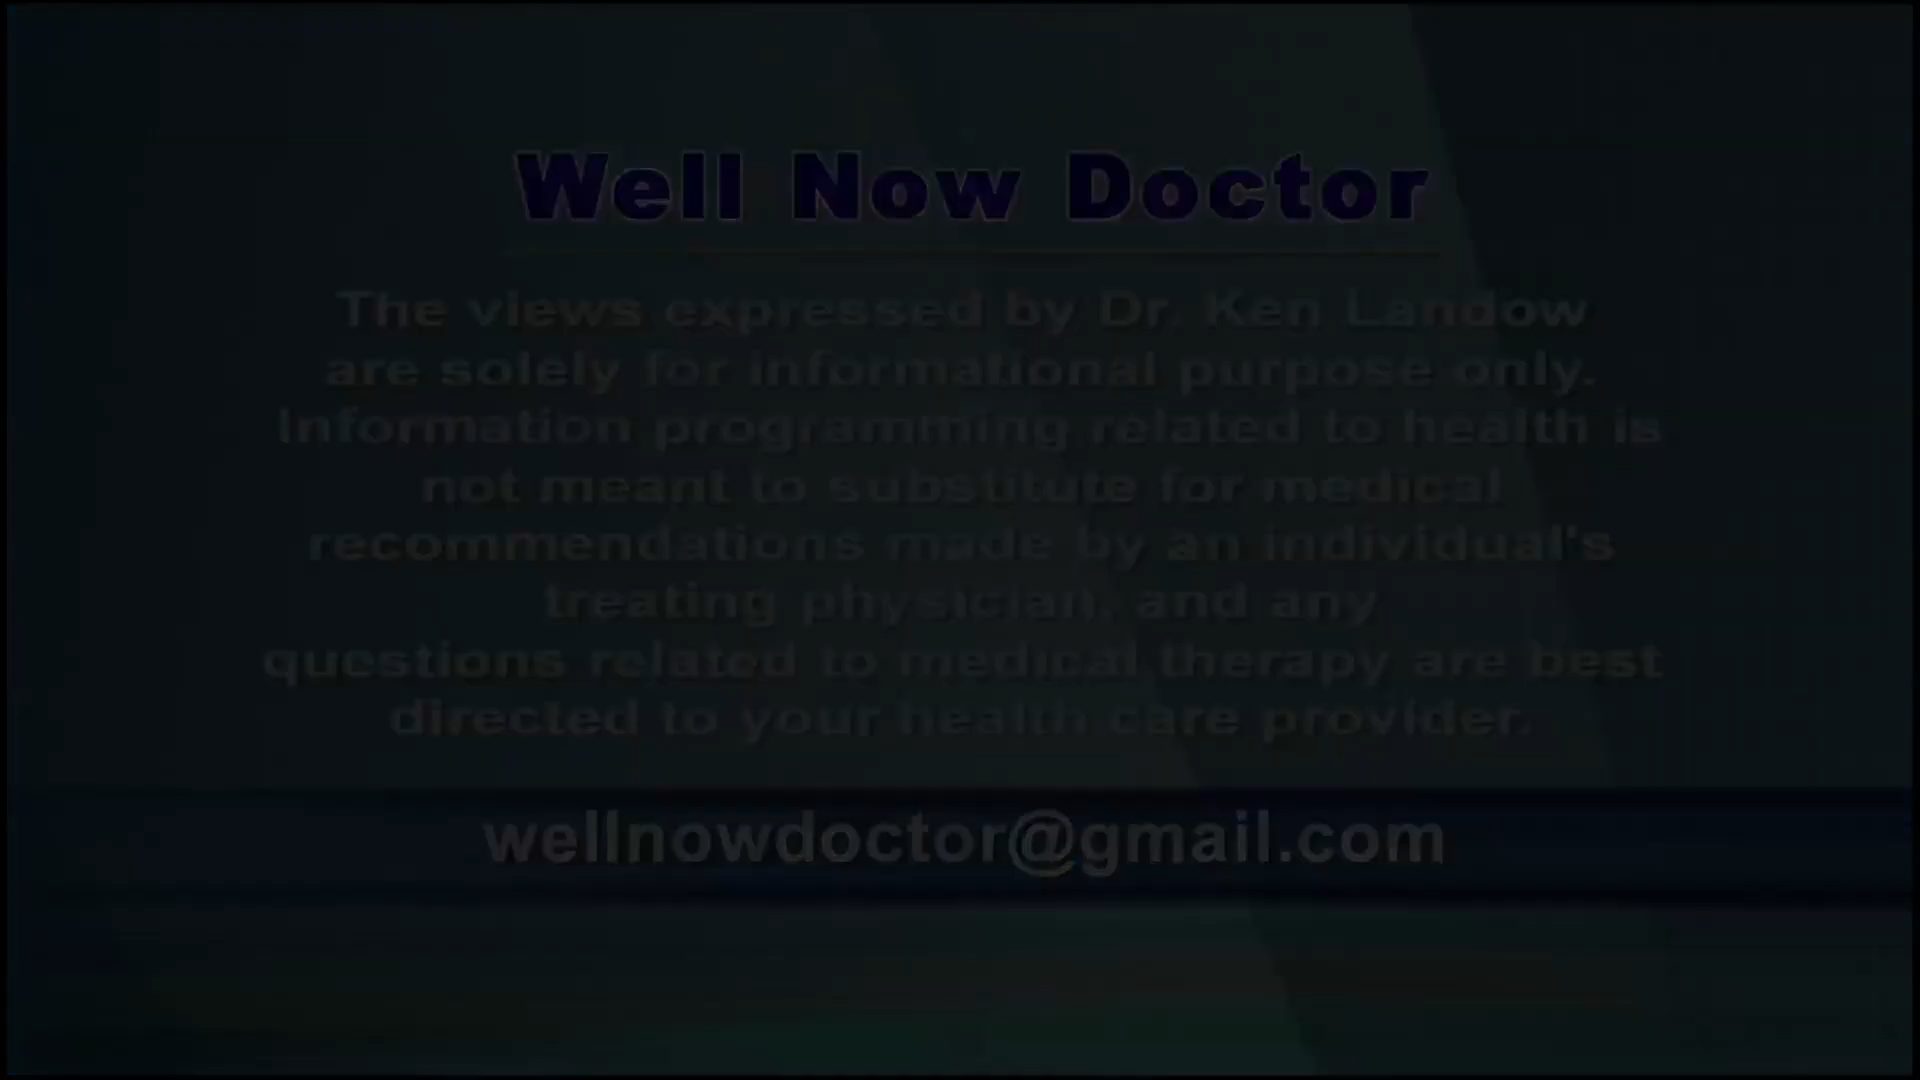 Well Now Doctor
The views expressed by Dr. Ken Landow
are solely for informational purpose only.
Information programming related to health is
not meant to substitute for medical
recommendations made by an individual's
treating physician, and any
questions related to medical therapy are best
directed to your health care provider.
wellnowdoctor@gmail.com